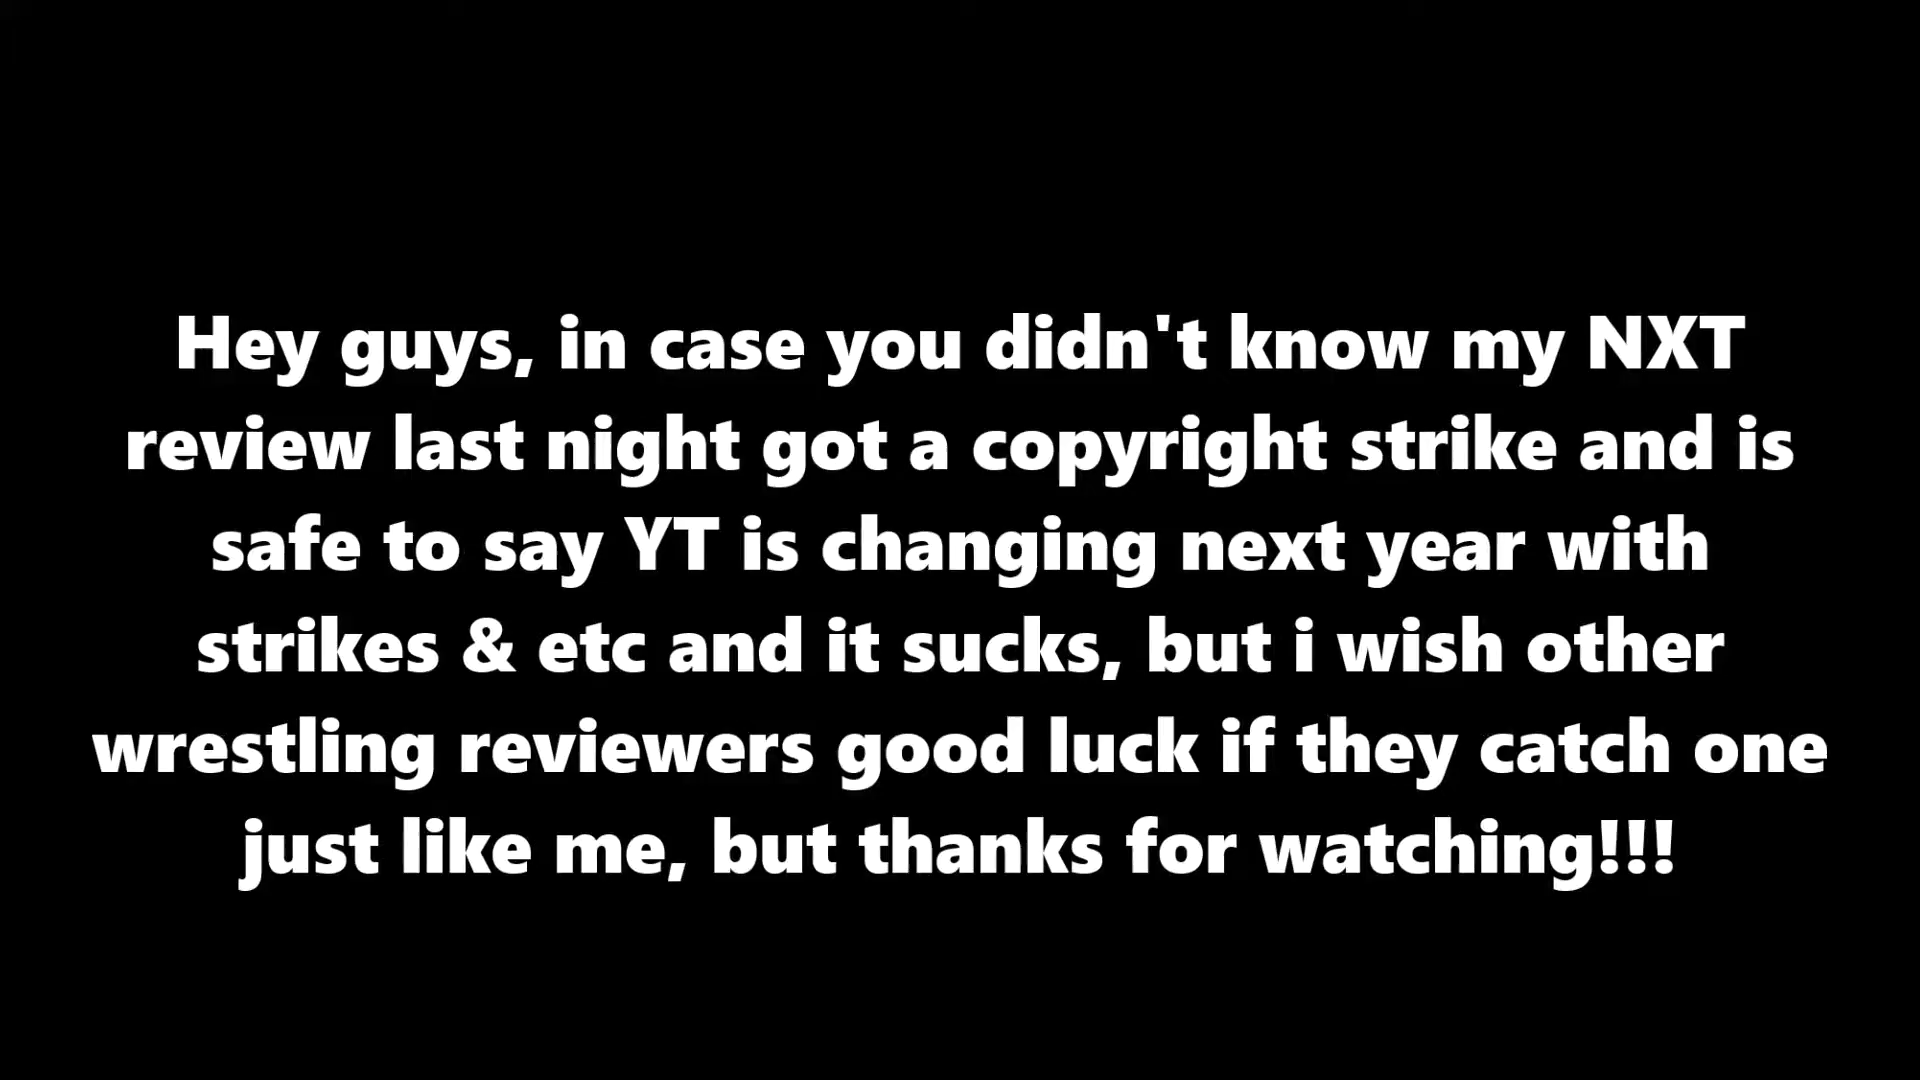 Hey guys, in case you didn't know my NXT
review last night got a copyright strike and is
safe to say YT is changing next year with
strikes & etc and it sucks, but i wish other
wrestling reviewers good luck if they catch one
just like me, but thanks for watching!!!